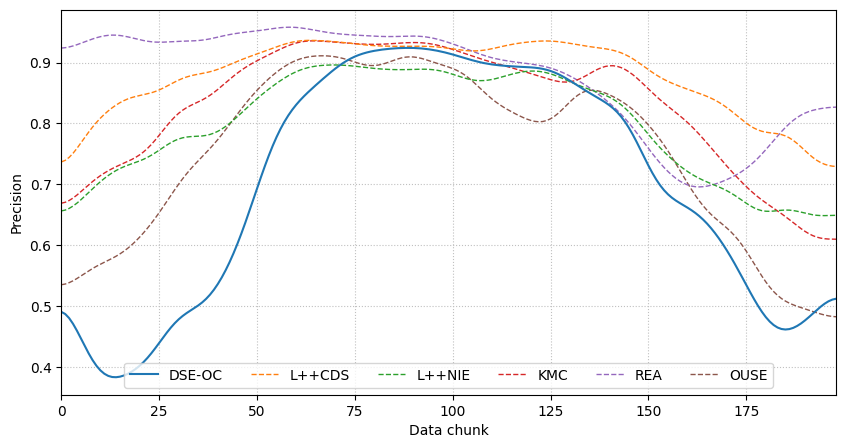 Precision
0.9
0.8
0.7
0.6
0.5
0.4
DSE-OC L++CDS L++NIE KMC REA OUSE
0 25 50 75 100 125 150 175
Data chunk